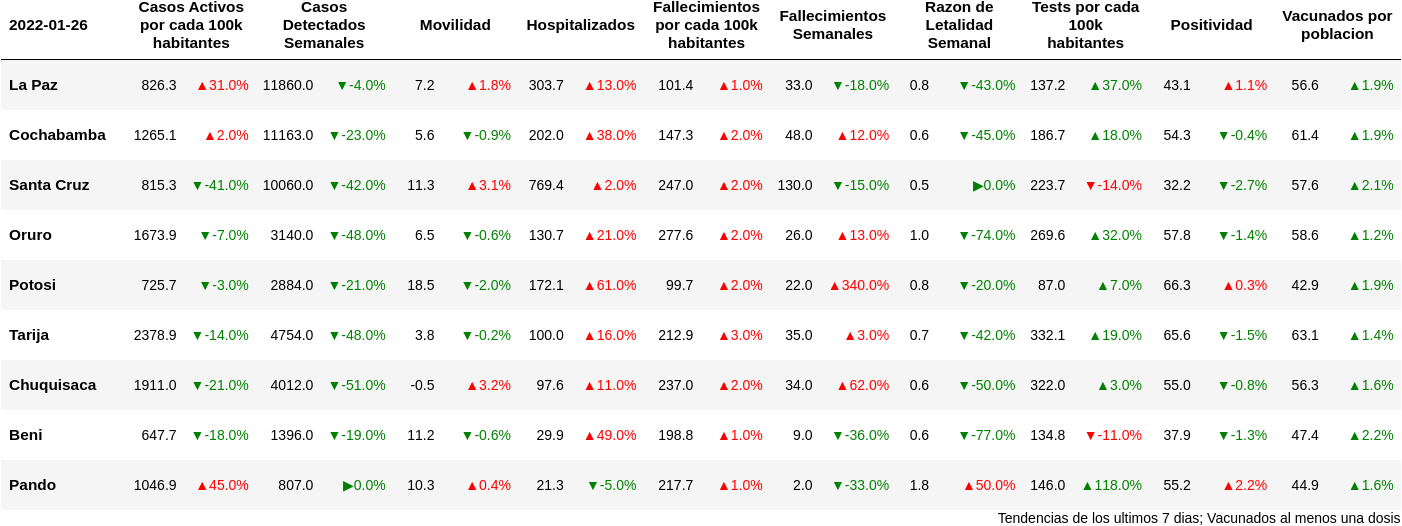 2022-01-26 Casos Activos por cada 100k habitantes Casos Detectados Semanales Movilidad Hospitalizados Fallecimientos por cada 100k habitantes Fallecimientos Semanales Razon de Letalidad Semanal Tests por cada 100k habitantes Positividad Vacunados por poblacion
La Paz 826.3 ▲31.0% 11860.0 ▼-4.0% 7.2 ▲1.8% 303.7 ▲13.0% 101.4 ▲1.0% 33.0 ▼-18.0% 0.8 ▼-43.0% 137.2 ▲37.0% 43.1 ▲1.1% 56.6 ▲1.9%
Cochabamba 1265.1 ▲2.0% 11163.0 ▼-23.0% 5.6 ▼-0.9% 202.0 ▲38.0% 147.3 ▲2.0% 48.0 ▲12.0% 0.6 ▼-45.0% 186.7 ▲18.0% 54.3 ▼-0.4% 61.4 ▲1.9%
Santa Cruz 815.3 ▼-41.0% 10060.0 ▼-42.0% 11.3 ▲3.1% 769.4 ▲2.0% 247.0 ▲2.0% 130.0 ▼-15.0% 0.5 ▶0.0% 223.7 ▼-14.0% 32.2 ▼-2.7% 57.6 ▲2.1%
Oruro 1673.9 ▼-7.0% 3140.0 ▼-48.0% 6.5 ▼-0.6% 130.7 ▲21.0% 277.6 ▲2.0% 26.0 ▲13.0% 1.0 ▼-74.0% 269.6 ▲32.0% 57.8 ▼-1.4% 58.6 ▲1.2%
Potosi 725.7 ▼-3.0% 2884.0 ▼-21.0% 18.5 ▼-2.0% 172.1 ▲61.0% 99.7 ▲2.0% 22.0 ▲340.0% 0.8 ▼-20.0% 87.0 ▲7.0% 66.3 ▲0.3% 42.9 ▲1.9%
Tarija 2378.9 ▼-14.0% 4754.0 ▼-48.0% 3.8 ▼-0.2% 100.0 ▲16.0% 212.9 ▲3.0% 35.0 ▲3.0% 0.7 ▼-42.0% 332.1 ▲19.0% 65.6 ▼-1.5% 63.1 ▲1.4%
Chuquisaca 1911.0 ▼-21.0% 4012.0 ▼-51.0% -0.5 ▲3.2% 97.6 ▲11.0% 237.0 ▲2.0% 34.0 ▲62.0% 0.6 ▼-50.0% 322.0 ▲3.0% 55.0 ▼-0.8% 56.3 ▲1.6%
Beni 647.7 ▼-18.0% 1396.0 ▼-19.0% 11.2 ▼-0.6% 29.9 ▲49.0% 198.8 ▲1.0% 9.0 ▼-36.0% 0.6 ▼-77.0% 134.8 ▼-11.0% 37.9 ▼-1.3% 47.4 ▲2.2%
Pando 1046.9 ▲45.0% 807.0 ▶0.0% 10.3 ▲0.4% 21.3 ▼-5.0% 217.7 ▲1.0% 2.0 ▼-33.0% 1.8 ▲50.0% 146.0 ▲118.0% 55.2 ▲2.2% 44.9 ▲1.6%
Tendencias de los ultimos 7 dias; Vacunados al menos una dosis